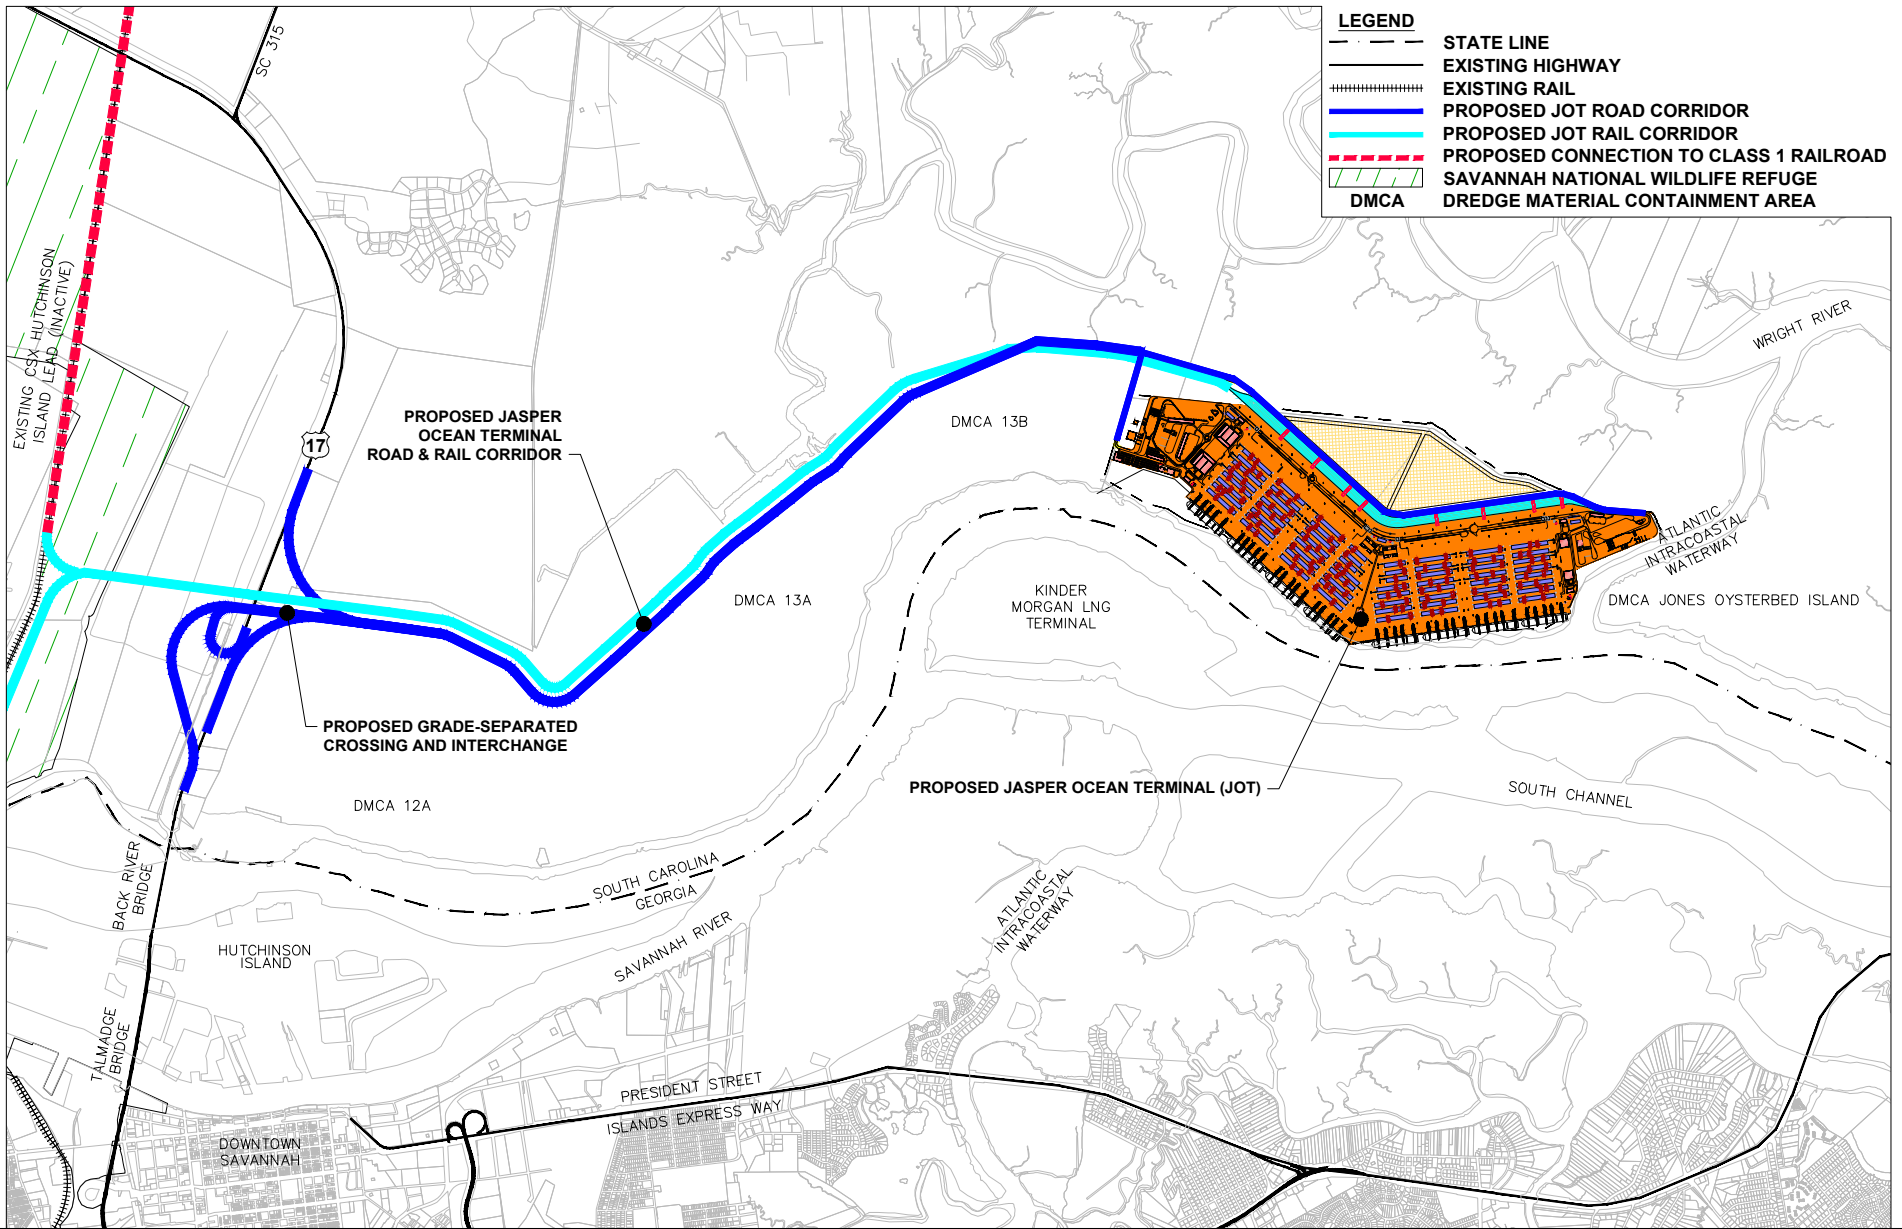 LEGEND
STATE LINE
EXISTING HIGHWAY
EXISTING RAIL
PROPOSED JOT ROAD CORRIDOR
PROPOSED JOT RAIL CORRIDOR
PROPOSED CONNECTION TO CLASS 1 RAILROAD
SAVANNAH NATIONAL WILDLIFE REFUGE
DMCA DREDGE MATERIAL CONTAINMENT AREA
SC 315
EXISTING CSX HUTCHINSON
ISLAND LEAD (INACTIVE)
17
PROPOSED JASPER
OCEAN TERMINAL
ROAD & RAIL CORRIDOR
DMCA 13B
WRIGHT RIVER
ATLANTIC
INTRACOASTAL
WATERWAY
DMCA JONES OYSTERBED ISLAND
KINDER
MORGAN LNG
TERMINAL
DMCA 13A
PROPOSED GRADE-SEPARATED
CROSSING AND INTERCHANGE
PROPOSED JASPER OCEAN TERMINAL (JOT)
SOUTH CHANNEL
DMCA 12A
SOUTH CAROLINA
GEORGIA
BACK RIVER
BRIDGE
HUTCHINSON
ISLAND
SAVANNAH RIVER
ATLANTIC
INTRACOASTAL
WATERWAY
TALMADGE
BRIDGE
PRESIDENT STREET
ISLANDS EXPRESS WAY
DOWNTOWN
SAVANNAH